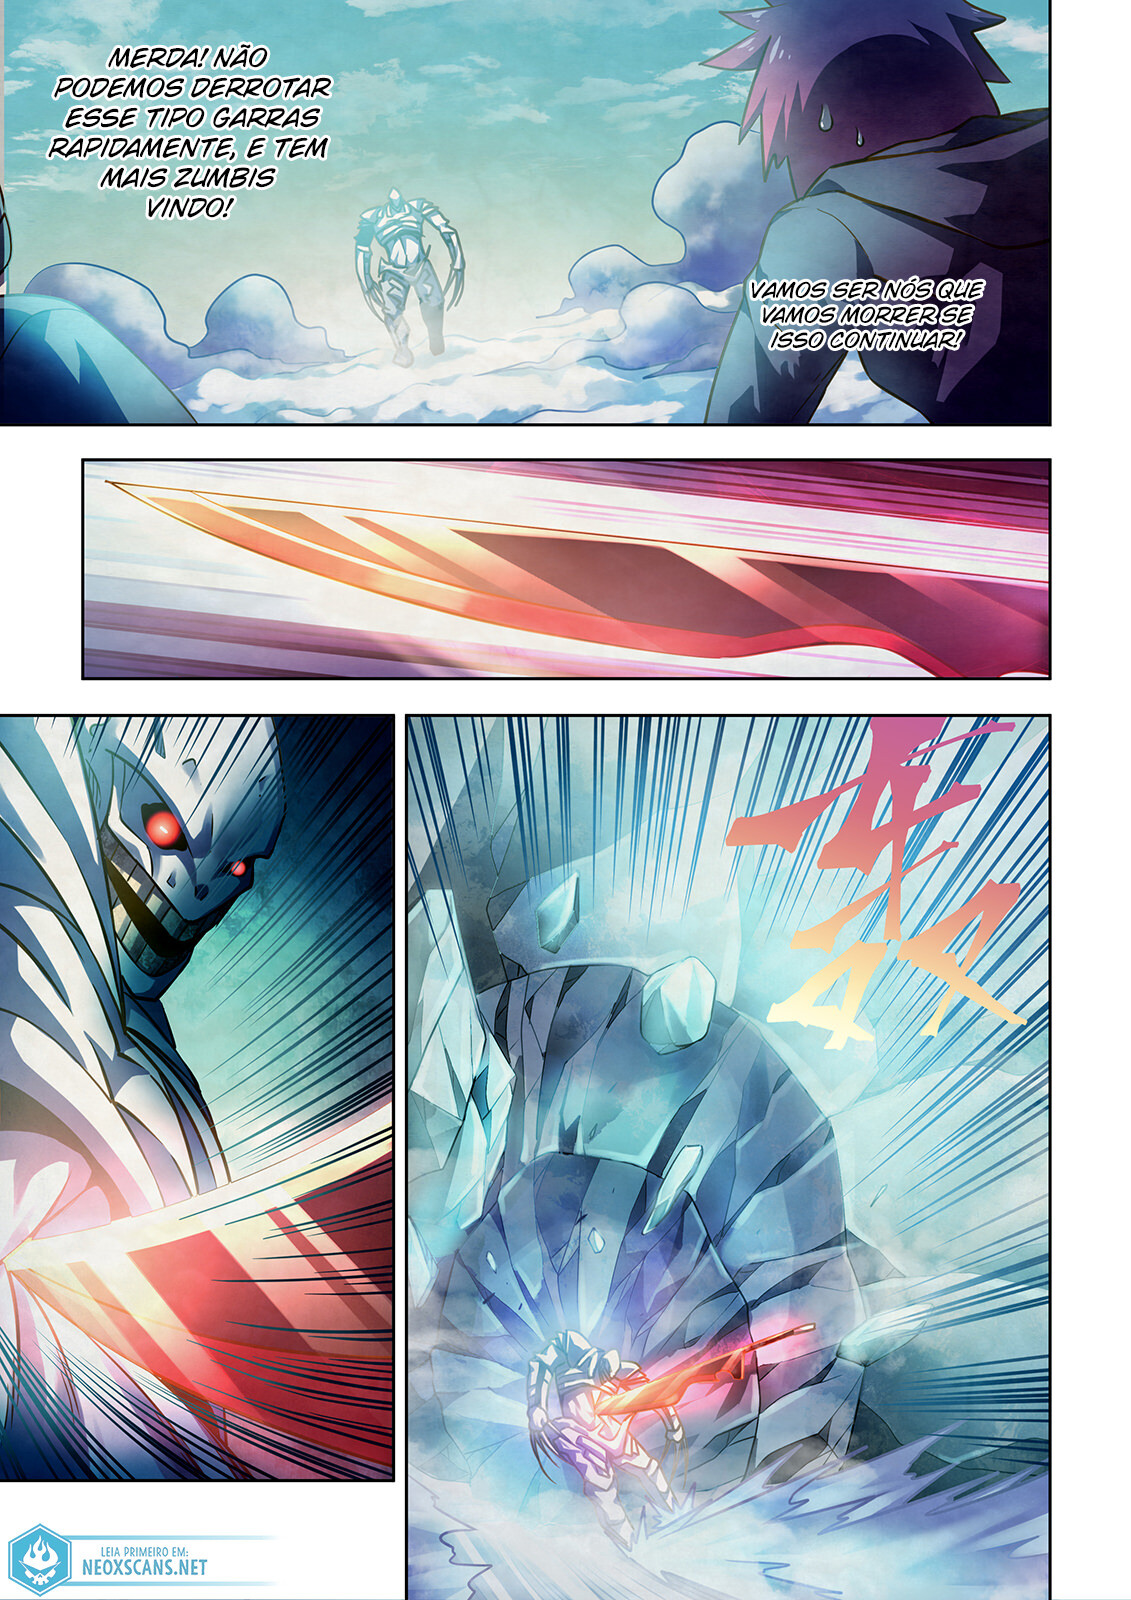 MERDA! NÃO
PODEMOS DERROTAR
ESSE TIPO GARRAS
RAPIDAMENTE, E TEM
MAIS ZUMBIS
VINDO!
VAMOS SER NÓS QUE
VAMOS MORRER SE
ISSO CONTINUAR!
LEIA PRIMEIRO EM:
NEOXSCANS.NET